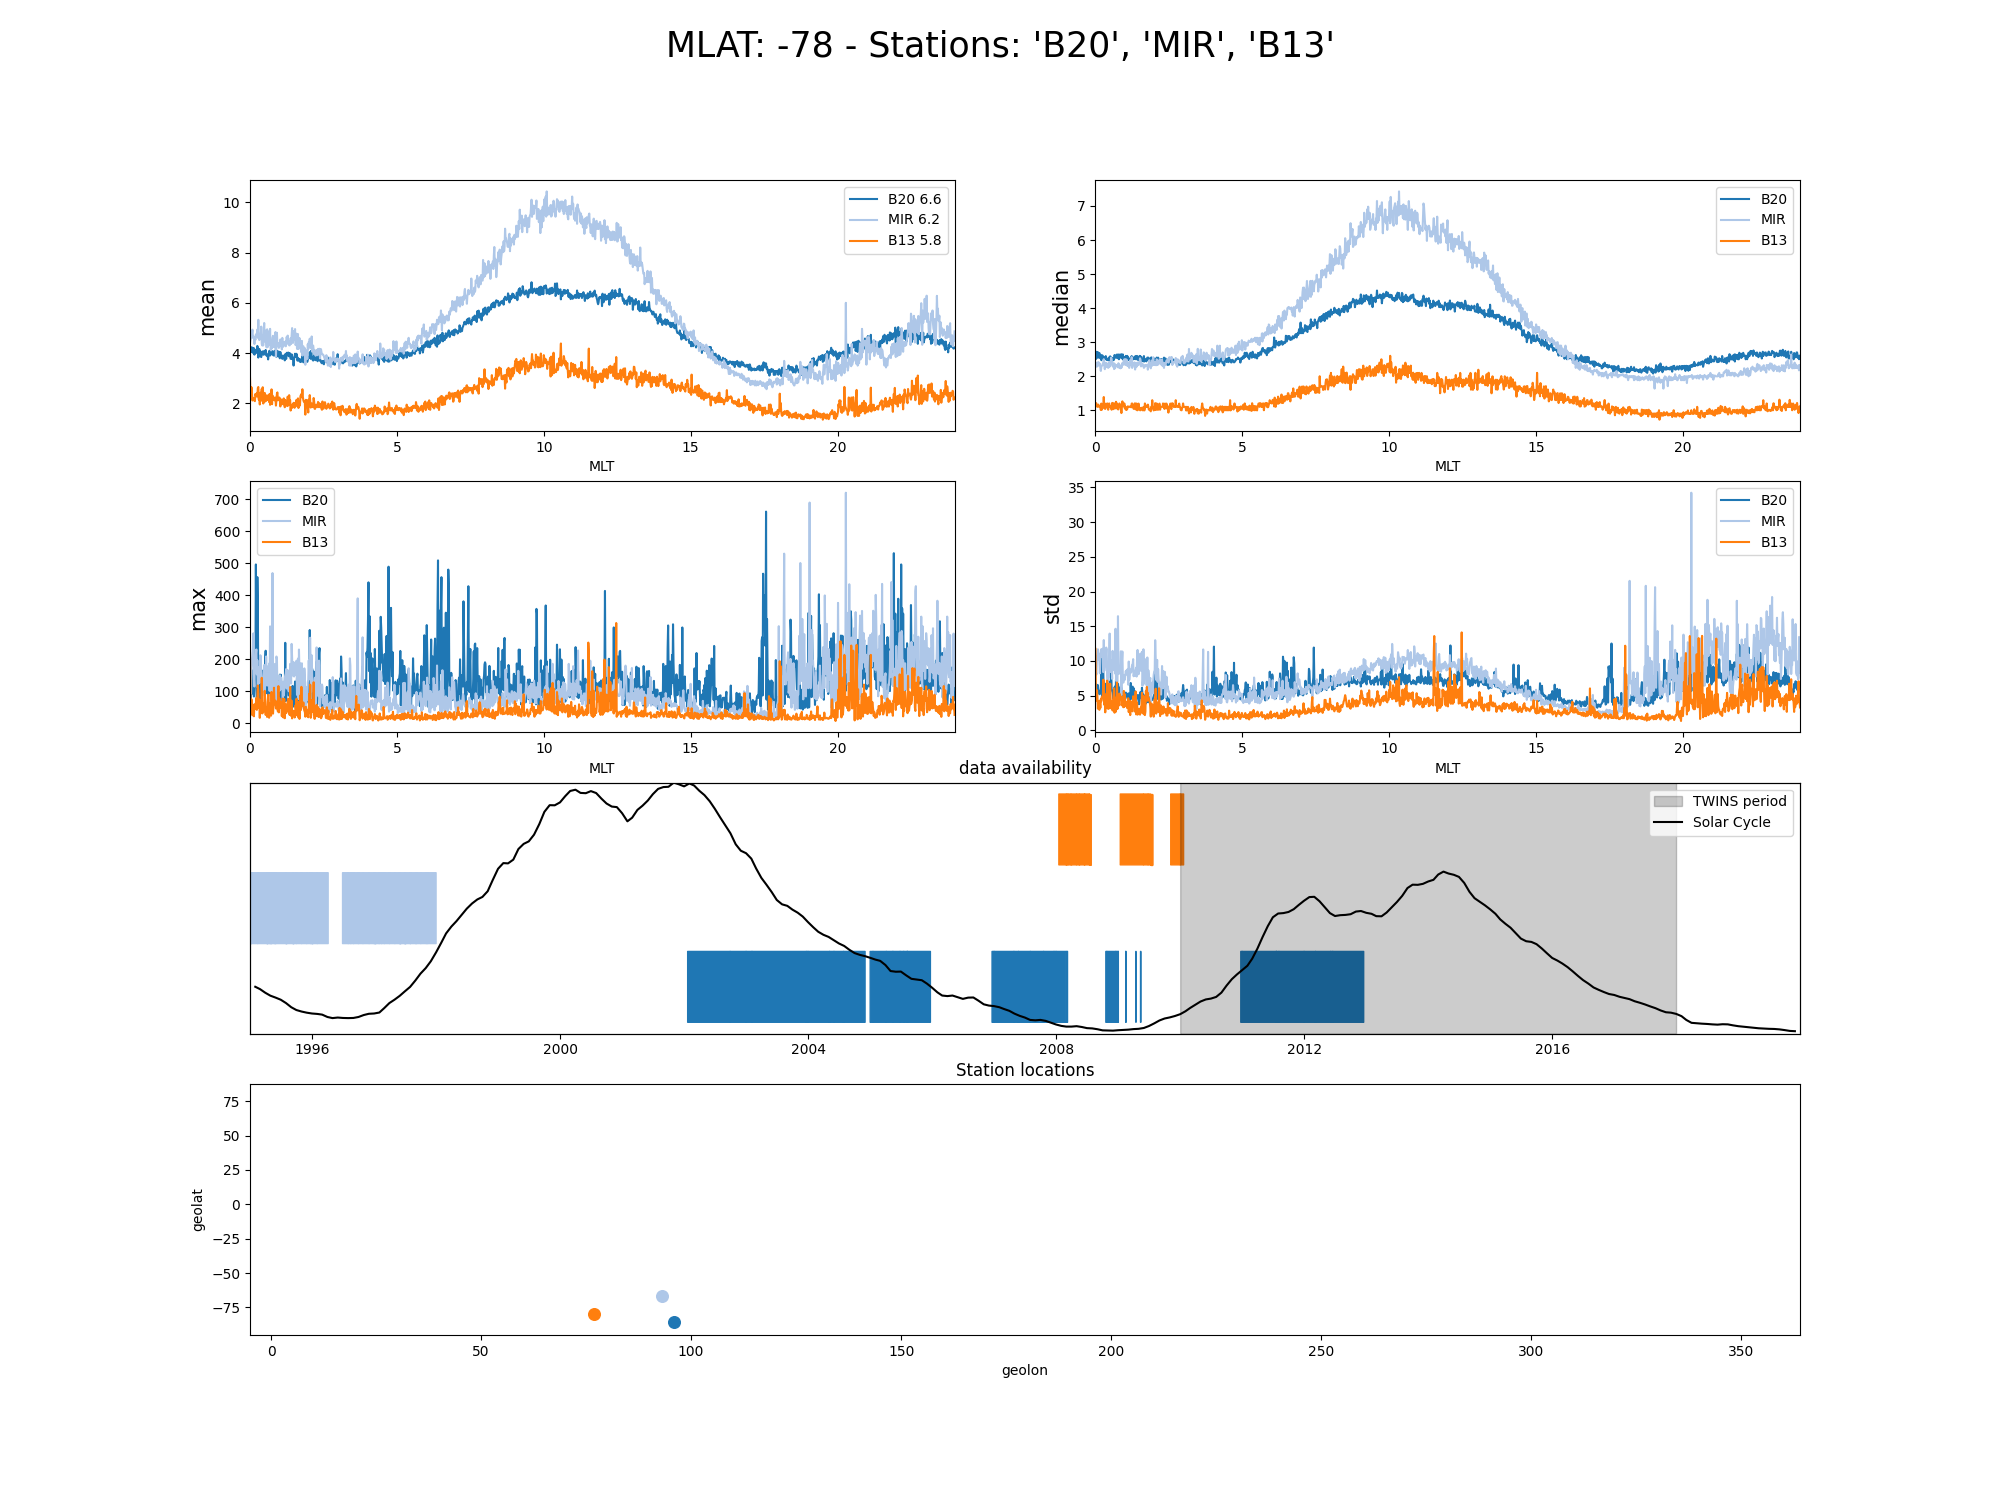 MLAT: -78 - Stations: 'B20', 'MIR', 'B13'
mean
10
8
6
4
2
B20 6.6
MIR 6.2
B13 5.8
0 5 10 15 20
MLT
median
7
6
5
4
3
2
1
B20
MIR
B13
0 5 10 15 20
MLT
max
700
600
500
400
300
200
100
0
B20
MIR
B13
0 5 10 15 20
MLT
std
35
30
25
20
15
10
5
0
B20
MIR
B13
0 5 10 15 20
MLT
data availability
TWINS period
Solar Cycle
1996 2000 2004 2008 2012 2016
Station locations
geolat
75
50
25
0
−25
−50
−75
0 50 100 150 200 250 300 350
geolon